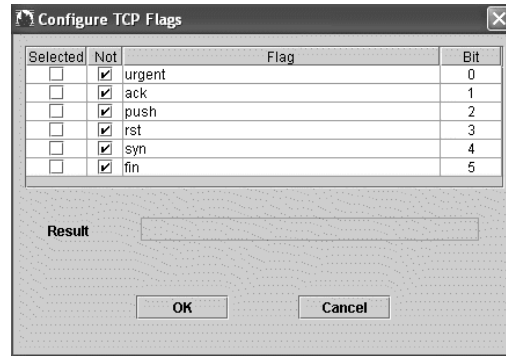 Configure TCP Flags
Selected Not Flag Bit
urgent 0
ack 1
push 2
rst 3
syn 4
fin 5
Result
OK Cancel